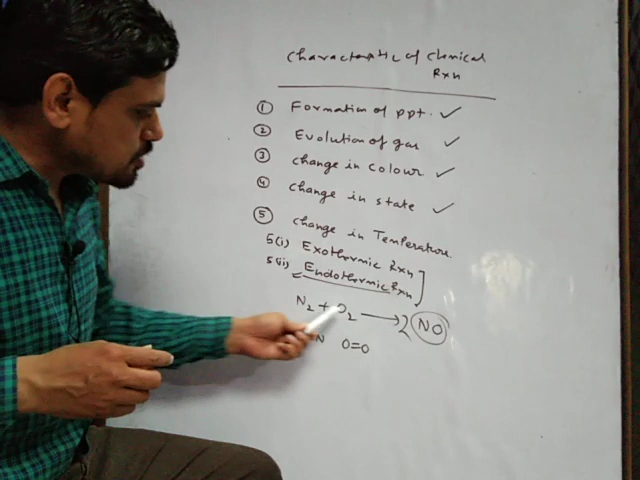 Characteristic of Chemical
Rxn
① Formation of ppt. ✓
② Evolution of gas ✓
③ change in colour ✓
④ change in state ✓
⑤ change in Temperature.
5(i) Exothermic Rxn
5(ii) Endothermic Rxn
N₂ + O₂ ⟶ 2 NO
N O=O